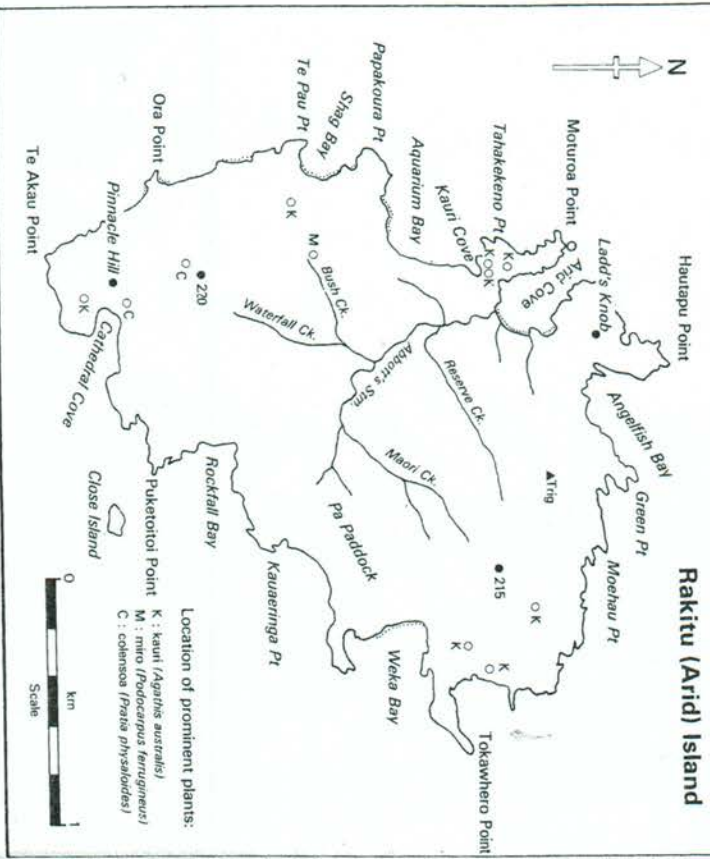 Rakitu (Arid) Island
N
Hautapu Point
Ladd's Knob
Angelfish Bay
Green Pt
Moehau Pt
Moturoa Point
Arid Cove
Tahakekeno Pt
K
K
K
Kauri Cove
Aquarium Bay
Papakoura Pt
Shag Bay
Te Pau Pt
Trig
215
K
K
K
Tokawhero Point
Weka Bay
Reserve Ck.
Abbott's Strm.
Maori Ck.
Pa Paddock
Kauaeringa Pt
Bush Ck.
M
K
Waterfall Ck.
220
C
Rockfall Bay
Ora Point
Pinnacle Hill
C
K
Te Akau Point
Cathedral Cove
Puketoitoi Point
Close Island
Location of prominent plants:
K : kauri (Agathis australis)
M : miro (Podocarpus ferrugineus)
C : colensoa (Pratia physaloides)
0 km 1
Scale